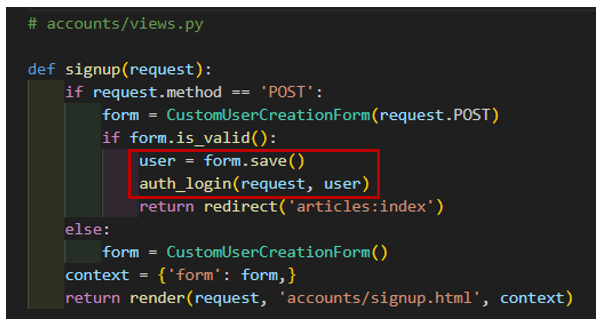 # accounts/views.py
def signup(request):
    if request.method == 'POST':
        form = CustomUserCreationForm(request.POST)
        if form.is_valid():
            user = form.save()
            auth_login(request, user)
            return redirect('articles:index')
    else:
        form = CustomUserCreationForm()
    context = {'form': form,}
    return render(request, 'accounts/signup.html', context)